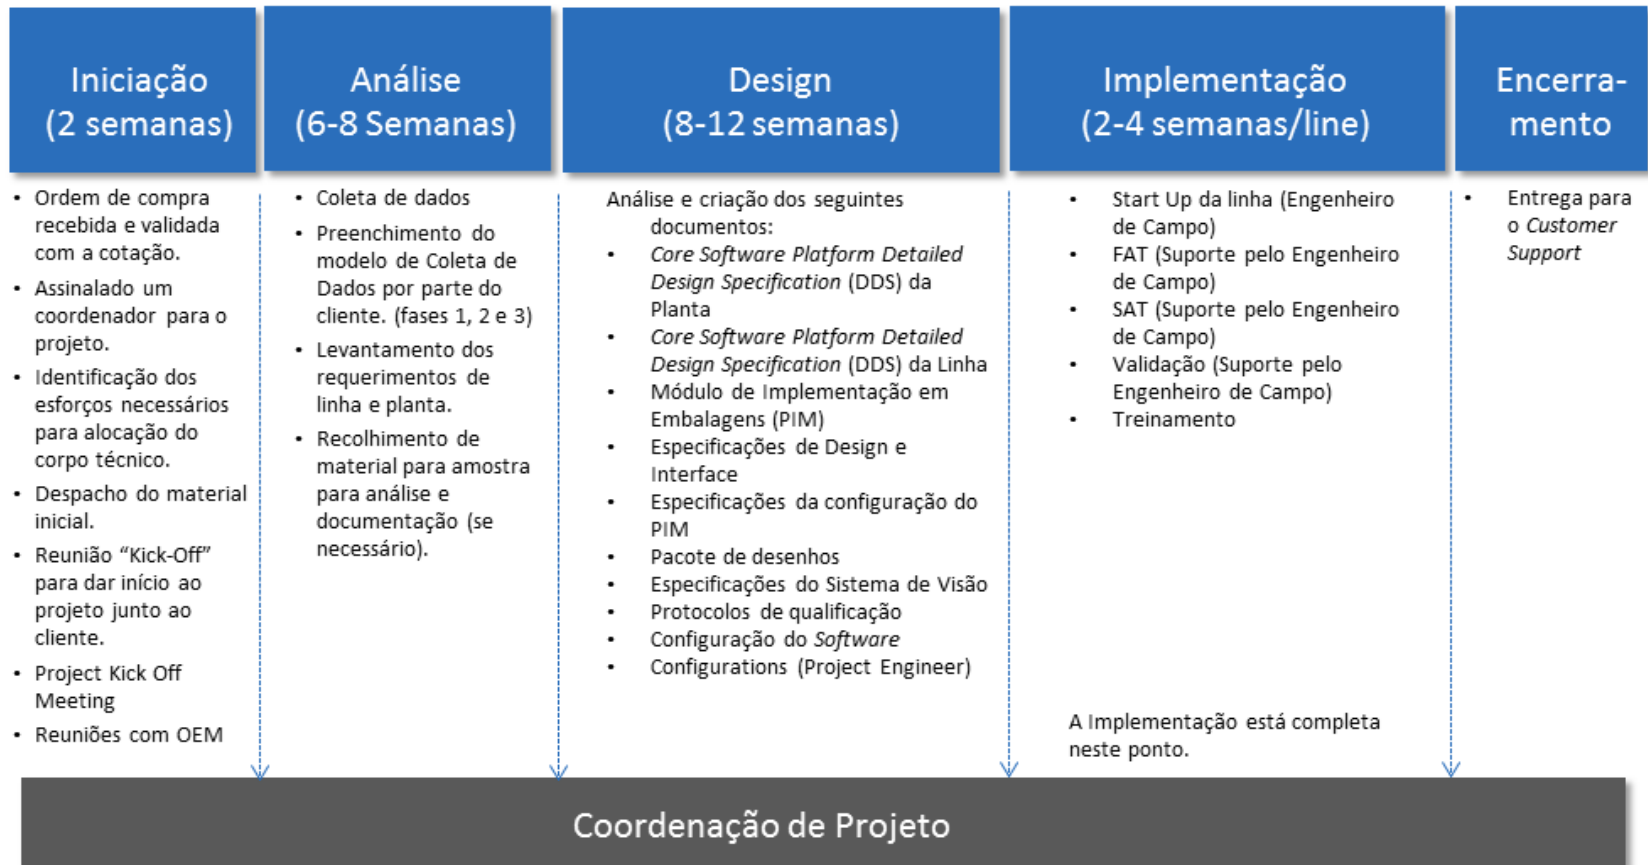 Iniciação
(2 semanas)
Análise
(6-8 Semanas)
Design
(8-12 semanas)
Implementação
(2-4 semanas/line)
Encerra-
mento
• Ordem de compra
recebida e validada
com a cotação.
• Assinalado um
coordenador para o
projeto.
• Identificação dos
esforços necessários
para alocação do
corpo técnico.
• Despacho do material
inicial.
• Reunião “Kick-Off”
para dar início ao
projeto junto ao
cliente.
• Project Kick Off
Meeting
• Reuniões com OEM
• Coleta de dados
• Preenchimento do
modelo de Coleta de
Dados por parte do
cliente. (fases 1, 2 e 3)
• Levantamento dos
requerimentos de
linha e planta.
• Recolhimento de
material para amostra
para análise e
documentação (se
necessário).
Análise e criação dos seguintes
documentos:
• Core Software Platform Detailed
Design Specification (DDS) da
Planta
• Core Software Platform Detailed
Design Specification (DDS) da Linha
• Módulo de Implementação em
Embalagens (PIM)
• Especificações de Design e
Interface
• Especificações da configuração do
PIM
• Pacote de desenhos
• Especificações do Sistema de Visão
• Protocolos de qualificação
• Configuração do Software
• Configurations (Project Engineer)
• Start Up da linha (Engenheiro
de Campo)
• FAT (Suporte pelo Engenheiro
de Campo)
• SAT (Suporte pelo Engenheiro
de Campo)
• Validação (Suporte pelo
Engenheiro de Campo)
• Treinamento
A Implementação está completa
neste ponto.
• Entrega para
o Customer
Support
Coordenação de Projeto